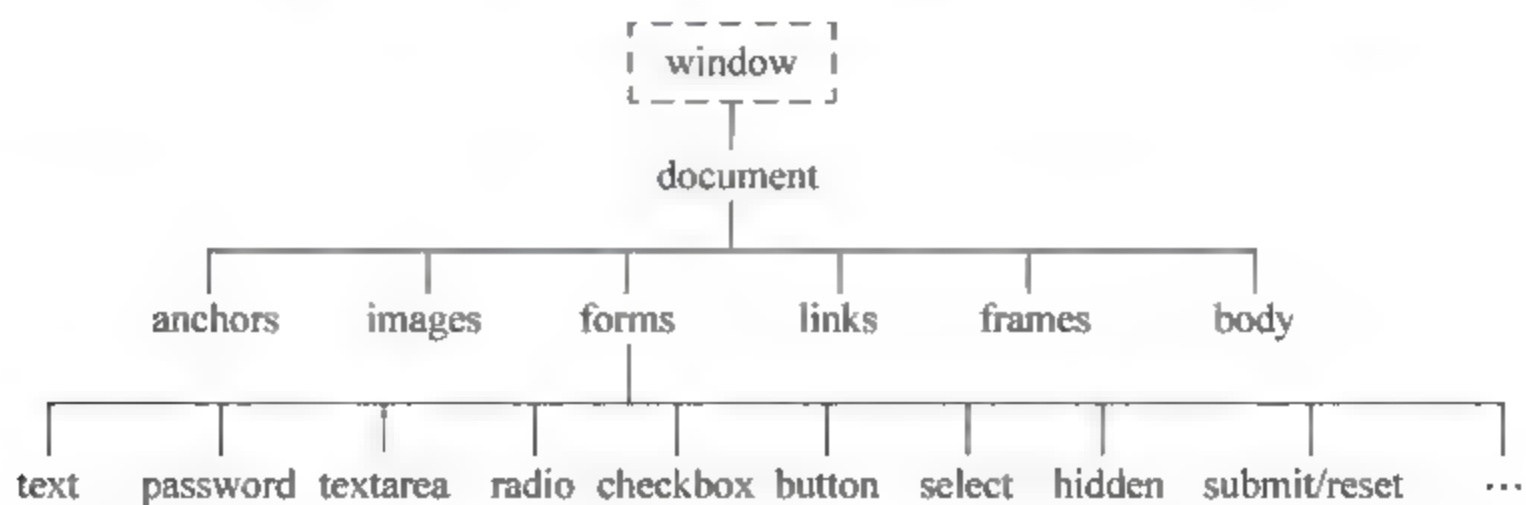 window
document
anchors images forms links frames body
text password textarea radio checkbox button select hidden submit/reset ...